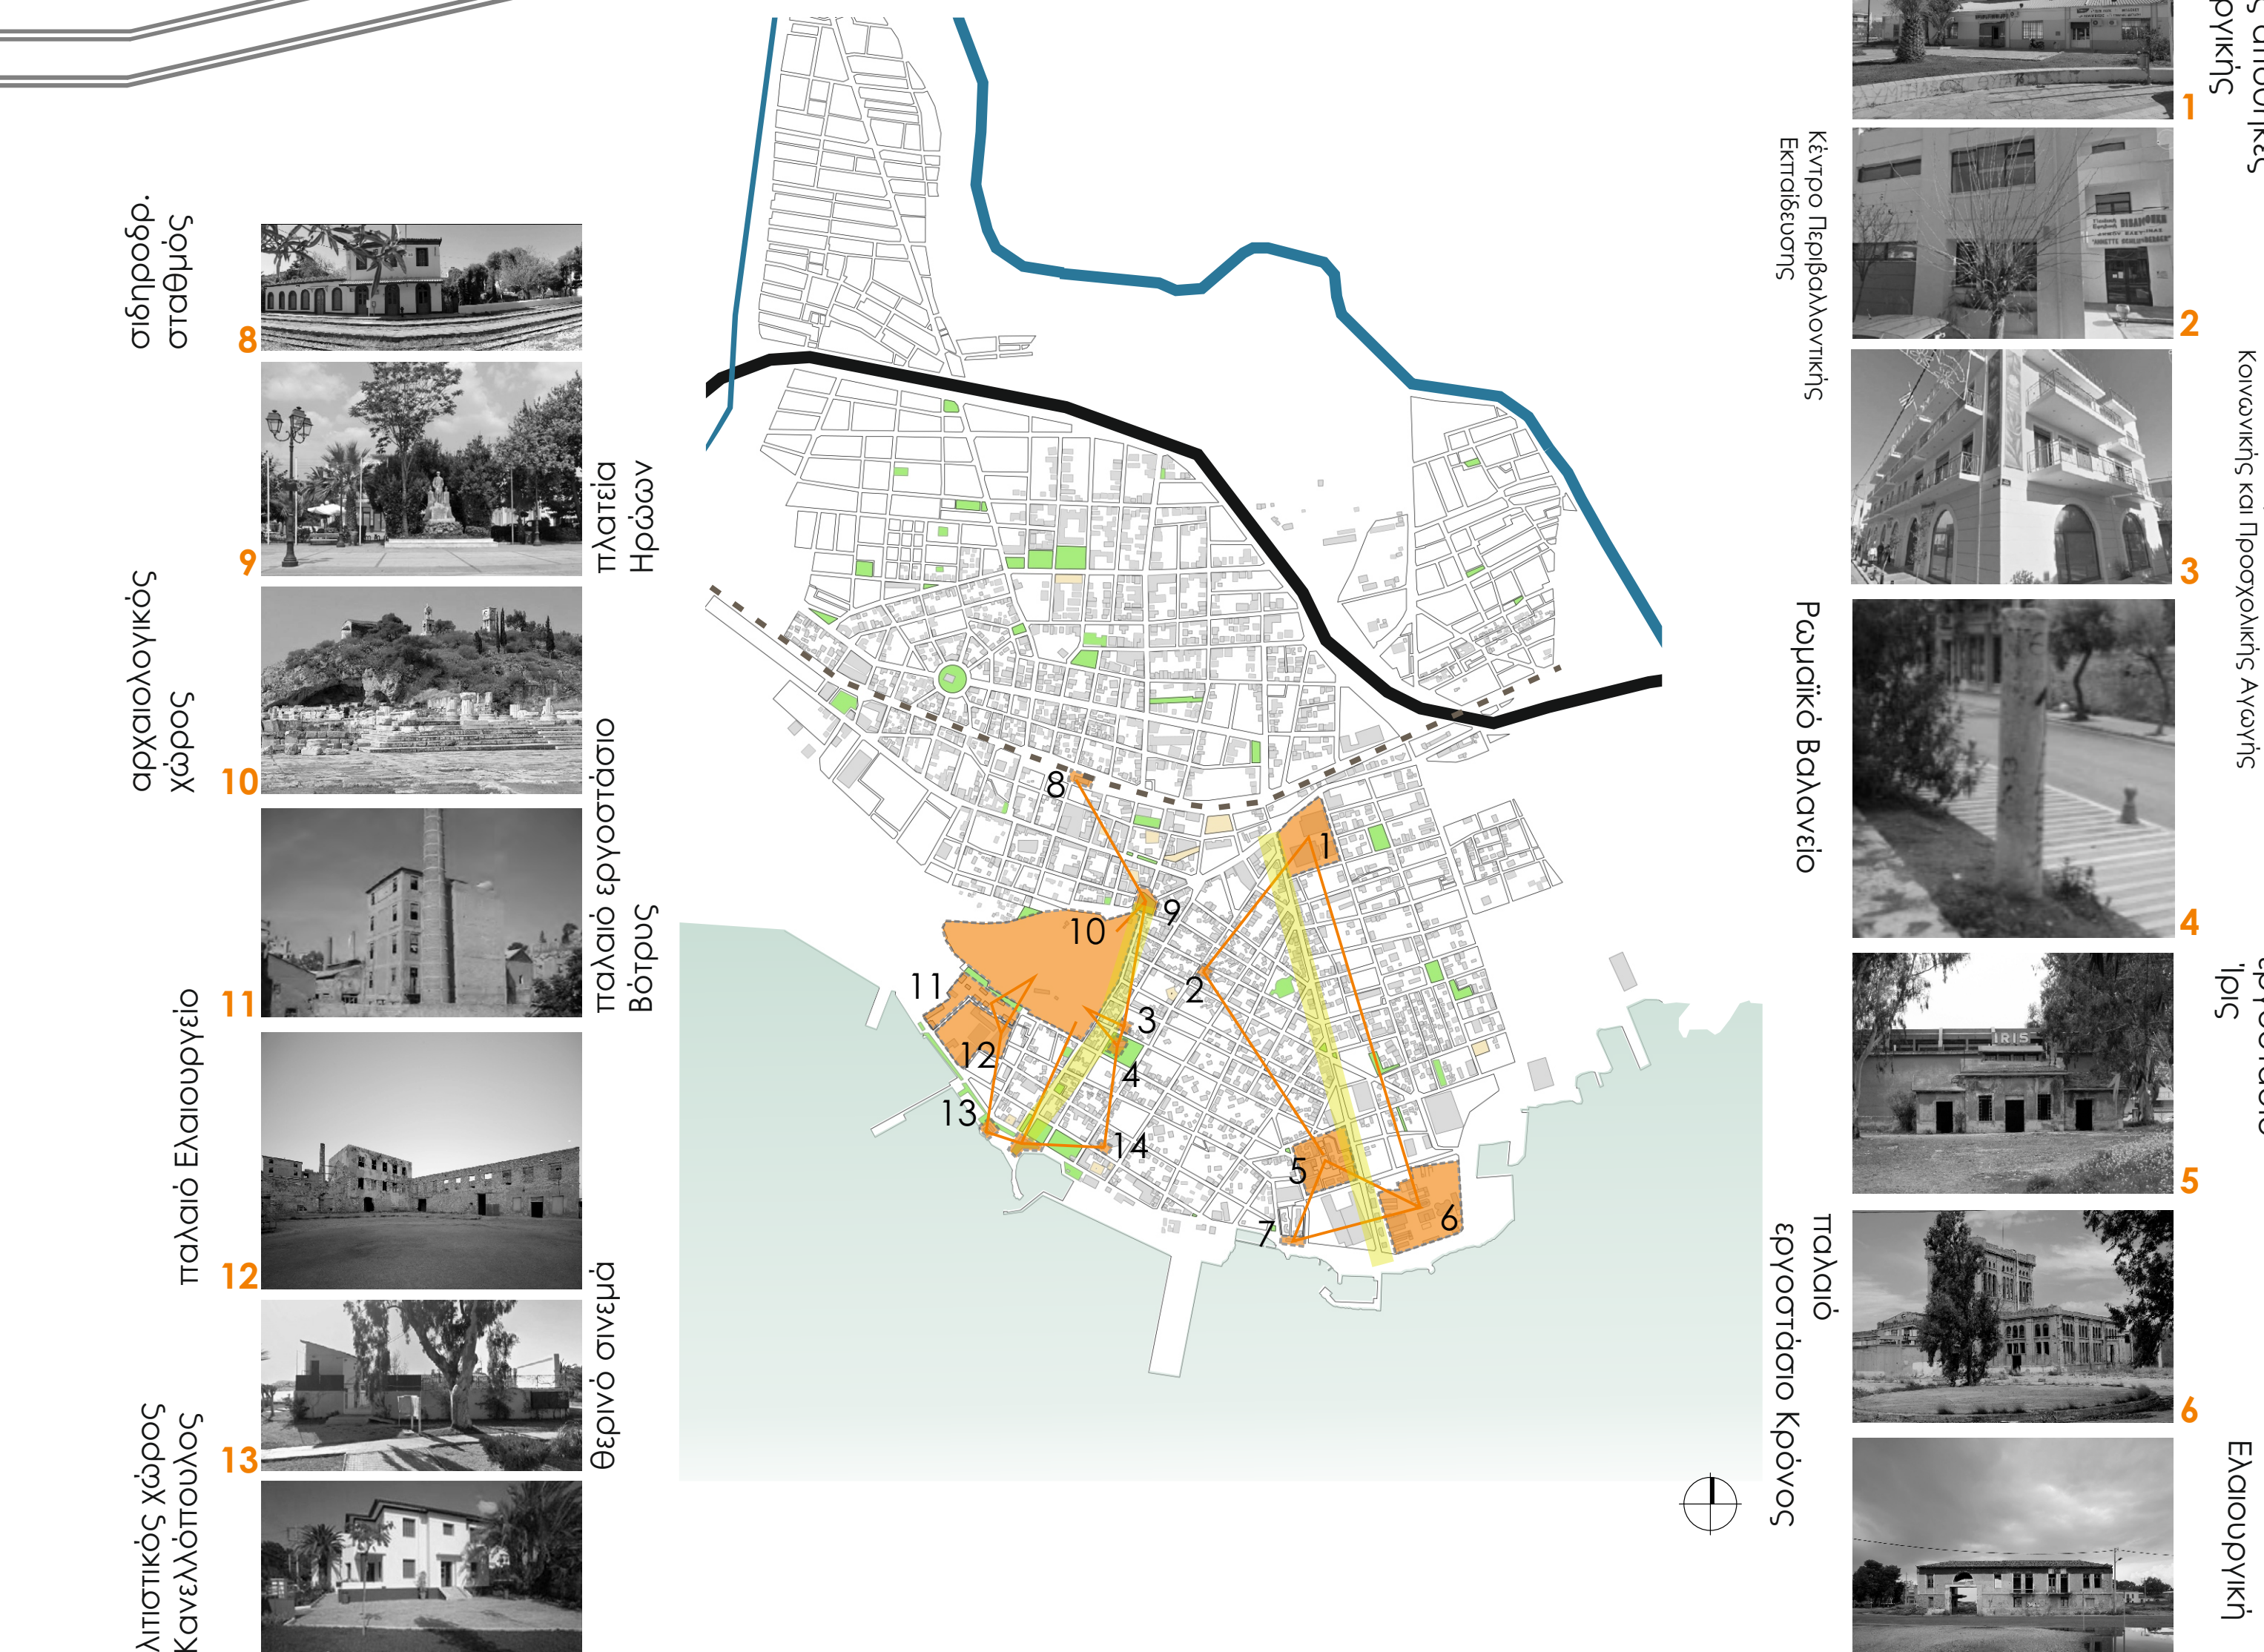 σιδηροδρ.
σταθμός
8
πλατεία
Ηρώων
9
αρχαιολογικός
χώρος
10
παλαιό εργοστάσιο
Βότρυς
11
παλαιό Ελαιουργείο
12
θερινό σινεμά
13
Κανελλόπουλος
χώρος
8
9
10
11
12
13
14
1
2
3
4
5
6
7
1
Κέντρο Περιβαλλοντικής
Εκπαίδευσης
2
Κοινωνικής και Προσχολικής Αγωγής
3
Ρωμαϊκό Βαλανείο
4
Ίρις
IRIS
5
παλαιό
εργοστάσιο Κρόνος
6
Ελαιουργική